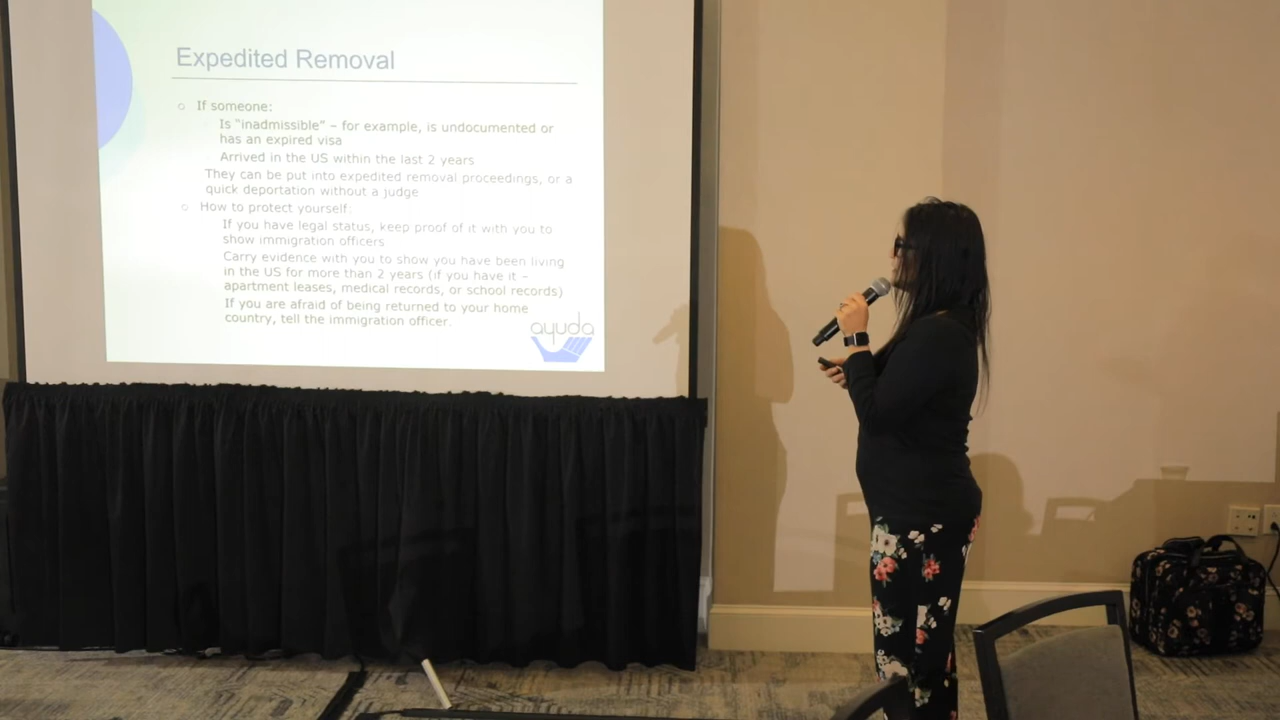 Expedited Removal
If someone:
Is "inadmissible" – for example, is undocumented or
has an expired visa
Arrived in the US within the last 2 years
They can be put into expedited removal proceedings, or a
quick deportation without a judge
How to protect yourself:
If you have legal status, keep proof of it with you to
show immigration officers
Carry evidence with you to show you have been living
in the US for more than 2 years (if you have it –
apartment leases, medical records, or school records)
If you are afraid of being returned to your home
country, tell the immigration officer.
ayuda